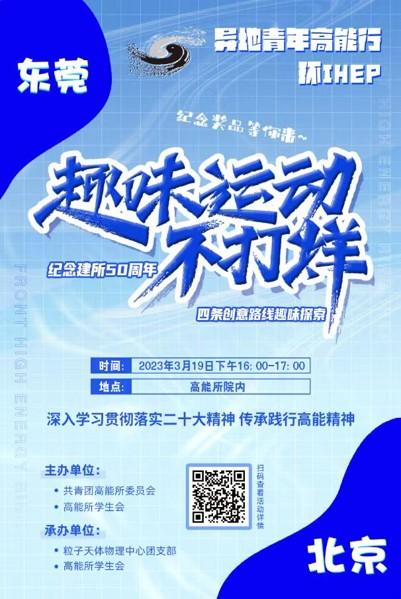 东莞
异地青年高能行
环IHEP
纪念奖品等你拿~
趣味运动
不打烊
纪念建所50周年
四条创意路线趣味探索
时间: 2023年3月19日下午16:00-17:00
地点: 高能所院内
深入学习贯彻落实二十大精神 传承践行高能精神
主办单位:
• 共青团高能所委员会
• 高能所学生会
承办单位:
• 粒子天体物理中心团支部
• 高能所学生会
扫码查看活动详情
北京
FRONT HIGH ENERGY
FRONT HIGH ENERGY